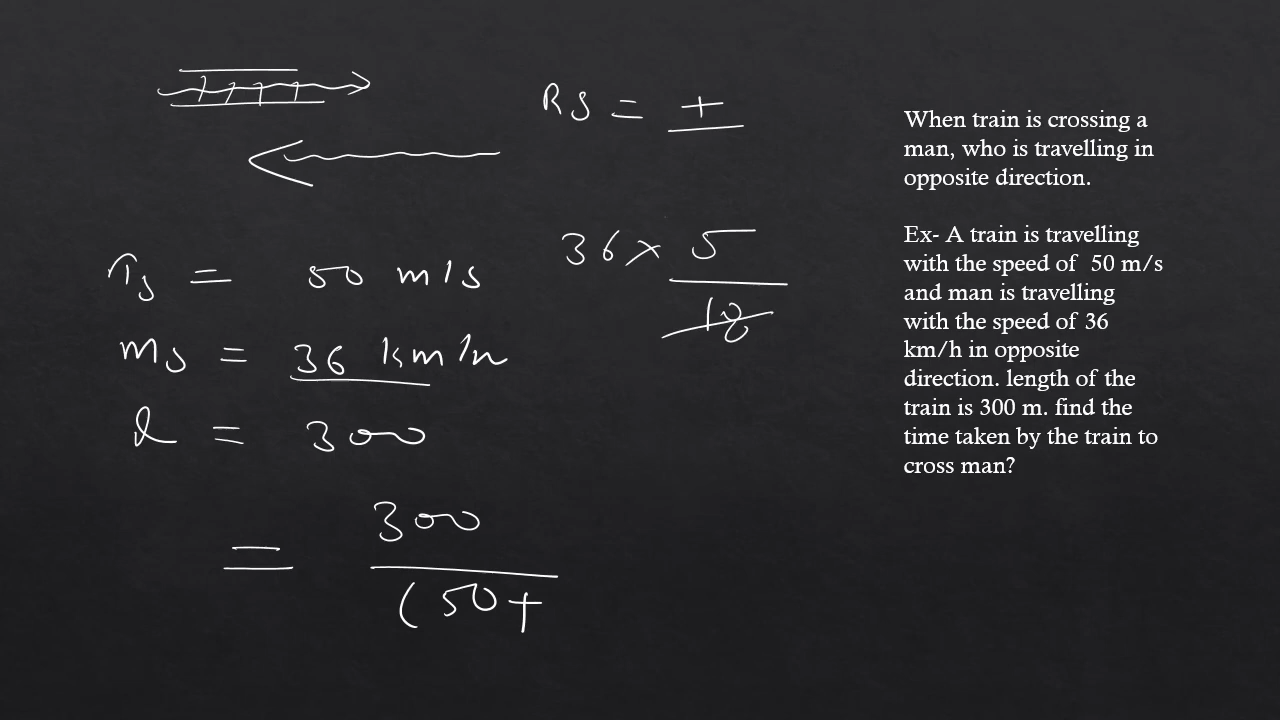 RS = +
When train is crossing a
man, who is travelling in
opposite direction.
Ex- A train is travelling
with the speed of 50 m/s
and man is travelling
with the speed of 36
km/h in opposite
direction. length of the
train is 300 m. find the
time taken by the train to
cross man?
36 × 5
18
Ts = 50 m/s
ms = 36 km/h
l = 300
= 300
(50+